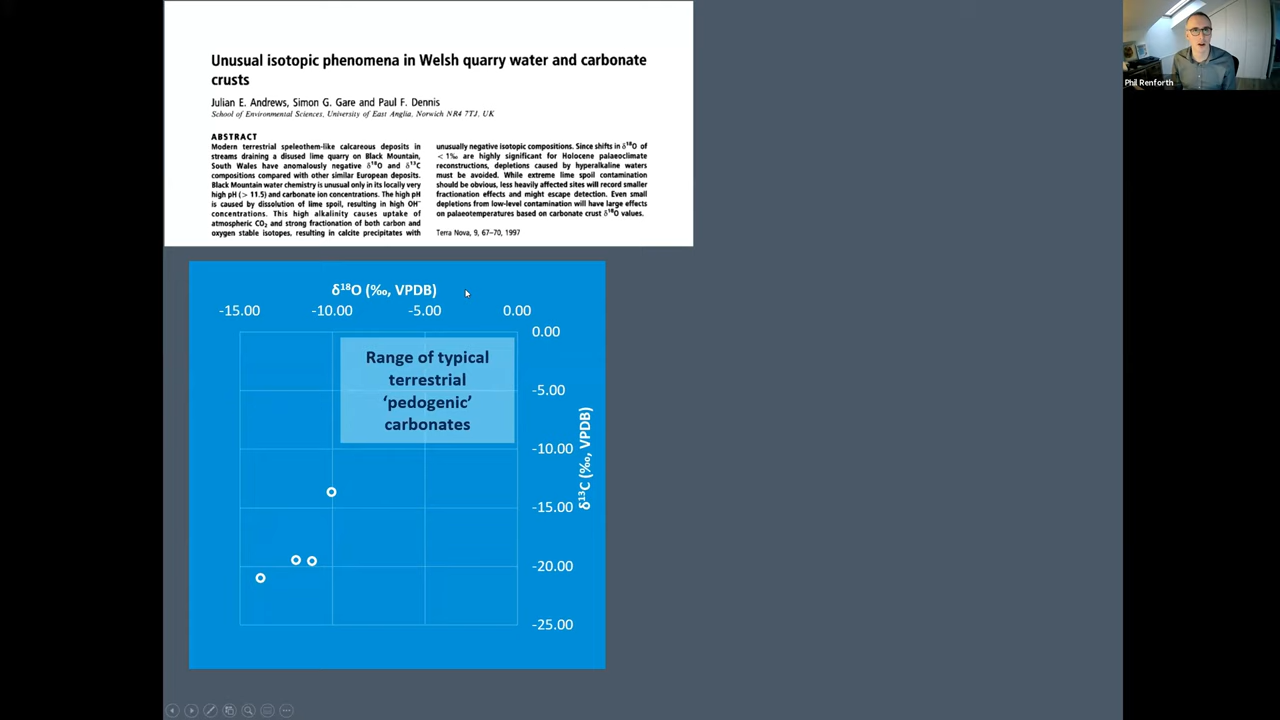 Unusual isotopic phenomena in Welsh quarry water and carbonate
crusts
Julian E. Andrews, Simon G. Gare and Paul F. Dennis
School of Environmental Sciences, University of East Anglia, Norwich NR4 7TJ, UK
ABSTRACT
Modern terrestrial speleothem-like calcareous deposits in
streams draining a disused lime quarry on Black Mountain,
South Wales have anomalously negative δ¹⁸O and δ¹³C
compositions compared with other similar European deposits.
Black Mountain water chemistry is unusual only in its locally very
high pH (> 11.5) and carbonate ion concentrations. The high pH
is caused by dissolution of lime spoil, resulting in high OH⁻
concentrations. This high alkalinity causes uptake of
atmospheric CO₂ and strong fractionation of both carbon and
oxygen stable isotopes, resulting in calcite precipitates with
unusually negative isotopic compositions. Since shifts in δ¹⁸O of
< 1‰ are highly significant for Holocene palaeoclimate
reconstructions, depletions caused by hyperalkaline waters
must be avoided. While extreme lime spoil contamination
should be obvious, less heavily affected sites will record smaller
fractionation effects and might escape detection. Even small
depletions from low-level contamination will have large effects
on palaeotemperatures based on carbonate crust δ¹⁸O values.
Terra Nova, 9, 67–70, 1997
Phil Renforth
δ¹⁸O (‰, VPDB)
-15.00 -10.00 -5.00 0.00
0.00
-5.00
-10.00
-15.00
-20.00
-25.00
δ¹³C (‰, VPDB)
Range of typical
terrestrial
‘pedogenic’
carbonates